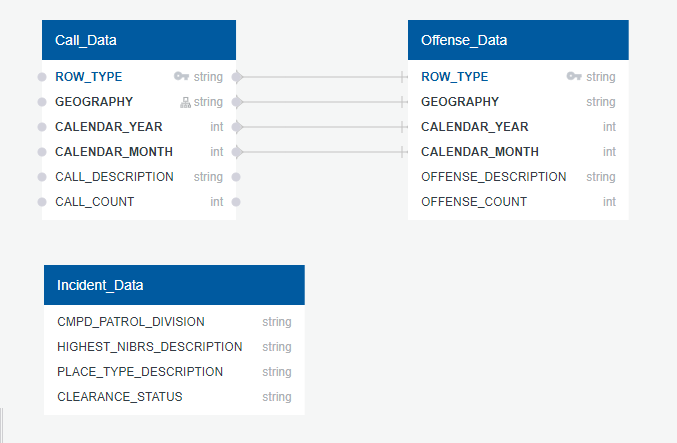 Call_Data
ROW_TYPE string
GEOGRAPHY string
CALENDAR_YEAR int
CALENDAR_MONTH int
CALL_DESCRIPTION string
CALL_COUNT int
Offense_Data
ROW_TYPE string
GEOGRAPHY string
CALENDAR_YEAR int
CALENDAR_MONTH int
OFFENSE_DESCRIPTION string
OFFENSE_COUNT int
Incident_Data
CMPD_PATROL_DIVISION string
HIGHEST_NIBRS_DESCRIPTION string
PLACE_TYPE_DESCRIPTION string
CLEARANCE_STATUS string